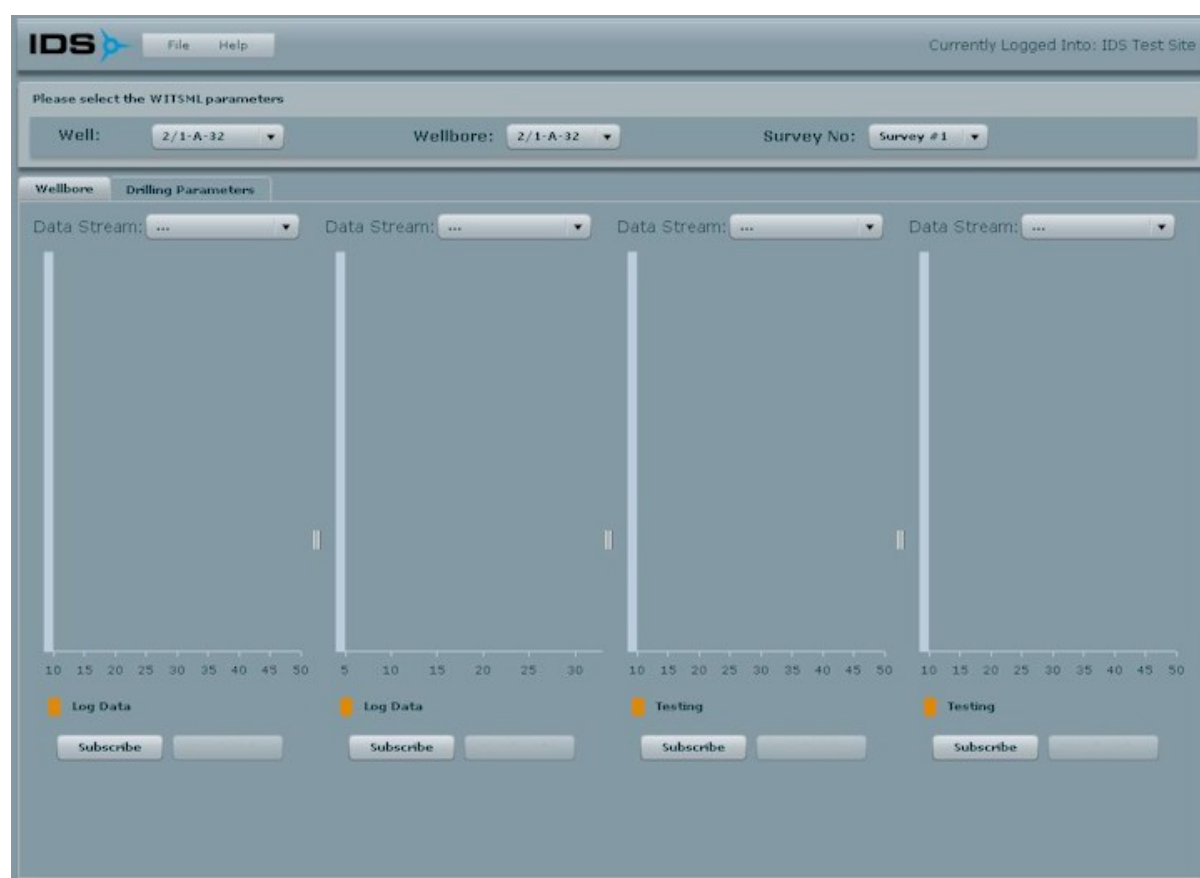 IDS File Help Currently Logged Into: IDS Test Site
Please select the WITSML parameters
Well: 2/1-A-32 Wellbore: 2/1-A-32 Survey No: Survey #1
Wellbore Drilling Parameters
Data Stream: ... Data Stream: ... Data Stream: ... Data Stream: ...
10 15 20 25 30 35 40 45 50 5 10 15 20 25 30 10 15 20 25 30 35 40 45 50 10 15 20 25 30 35 40 45 50
Log Data Log Data Testing Testing
Subscribe Subscribe Subscribe Subscribe